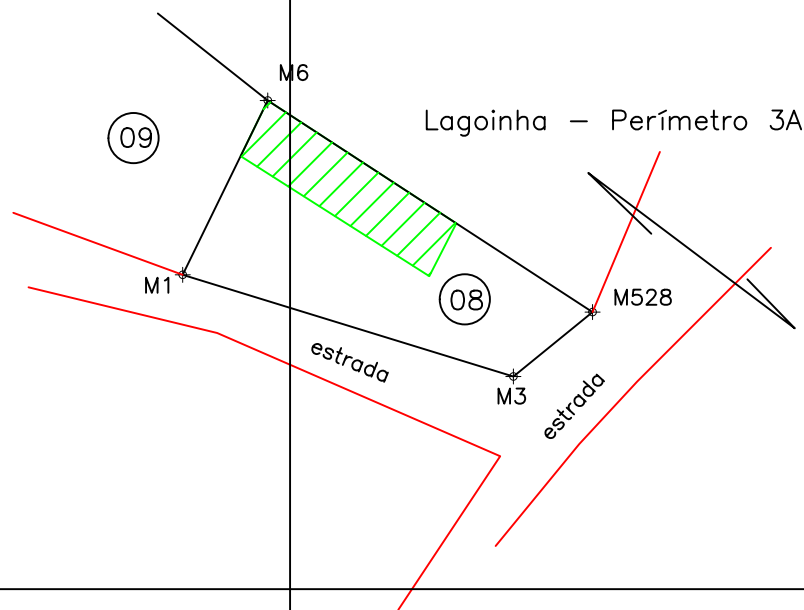 M6
09
Lagoinha – Perímetro 3A
M1
08
M528
estrada
M3
estrada